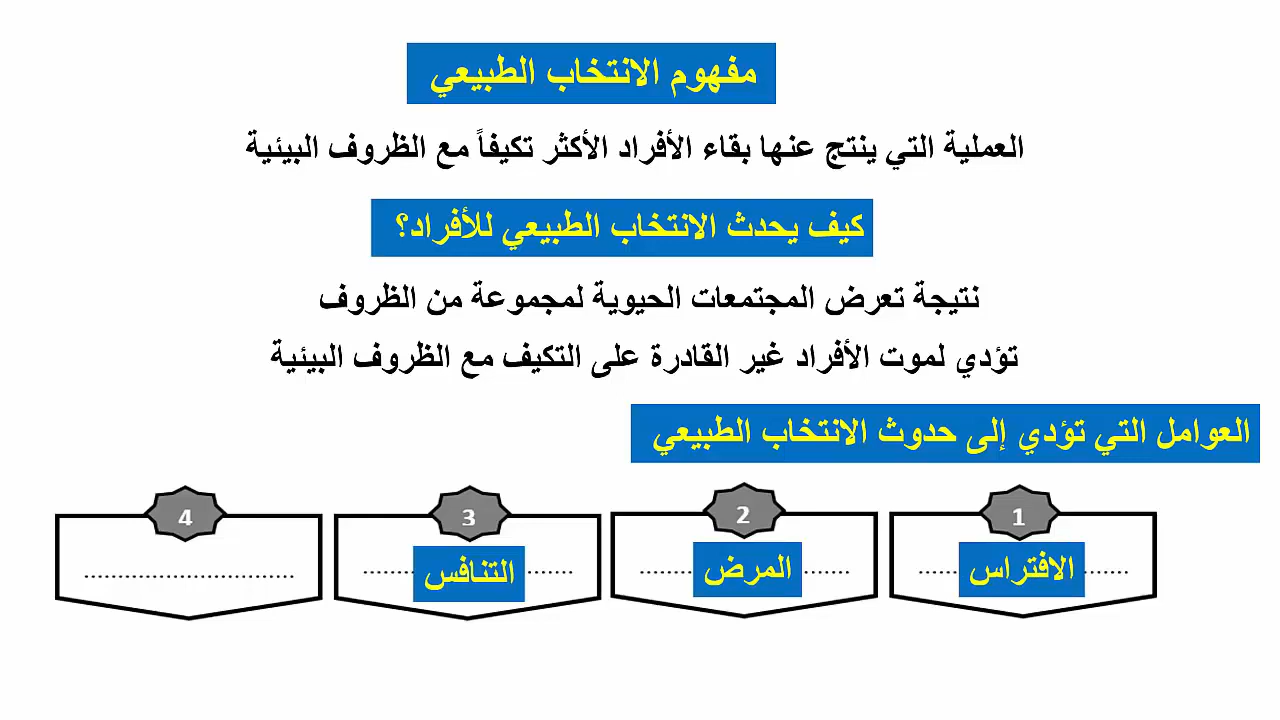 مفهوم الانتخاب الطبيعي
العملية التي ينتج عنها بقاء الأفراد الأكثر تكيفاً مع الظروف البيئية
كيف يحدث الانتخاب الطبيعي للأفراد؟
نتيجة تعرض المجتمعات الحيوية لمجموعة من الظروف
تؤدي لموت الأفراد غير القادرة على التكيف مع الظروف البيئية
العوامل التي تؤدي إلى حدوث الانتخاب الطبيعي
1
الافتراس
2
المرض
3
التنافس
4
................................